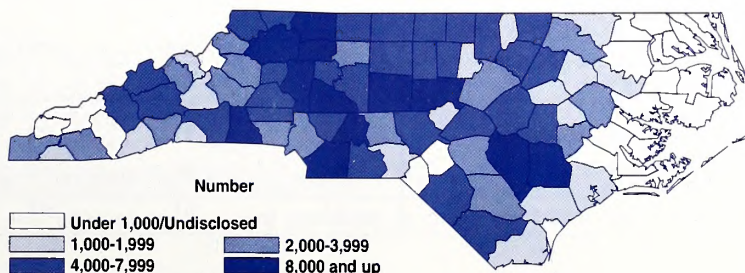 Number
Under 1,000/Undisclosed
1,000-1,999
2,000-3,999
4,000-7,999
8,000 and up